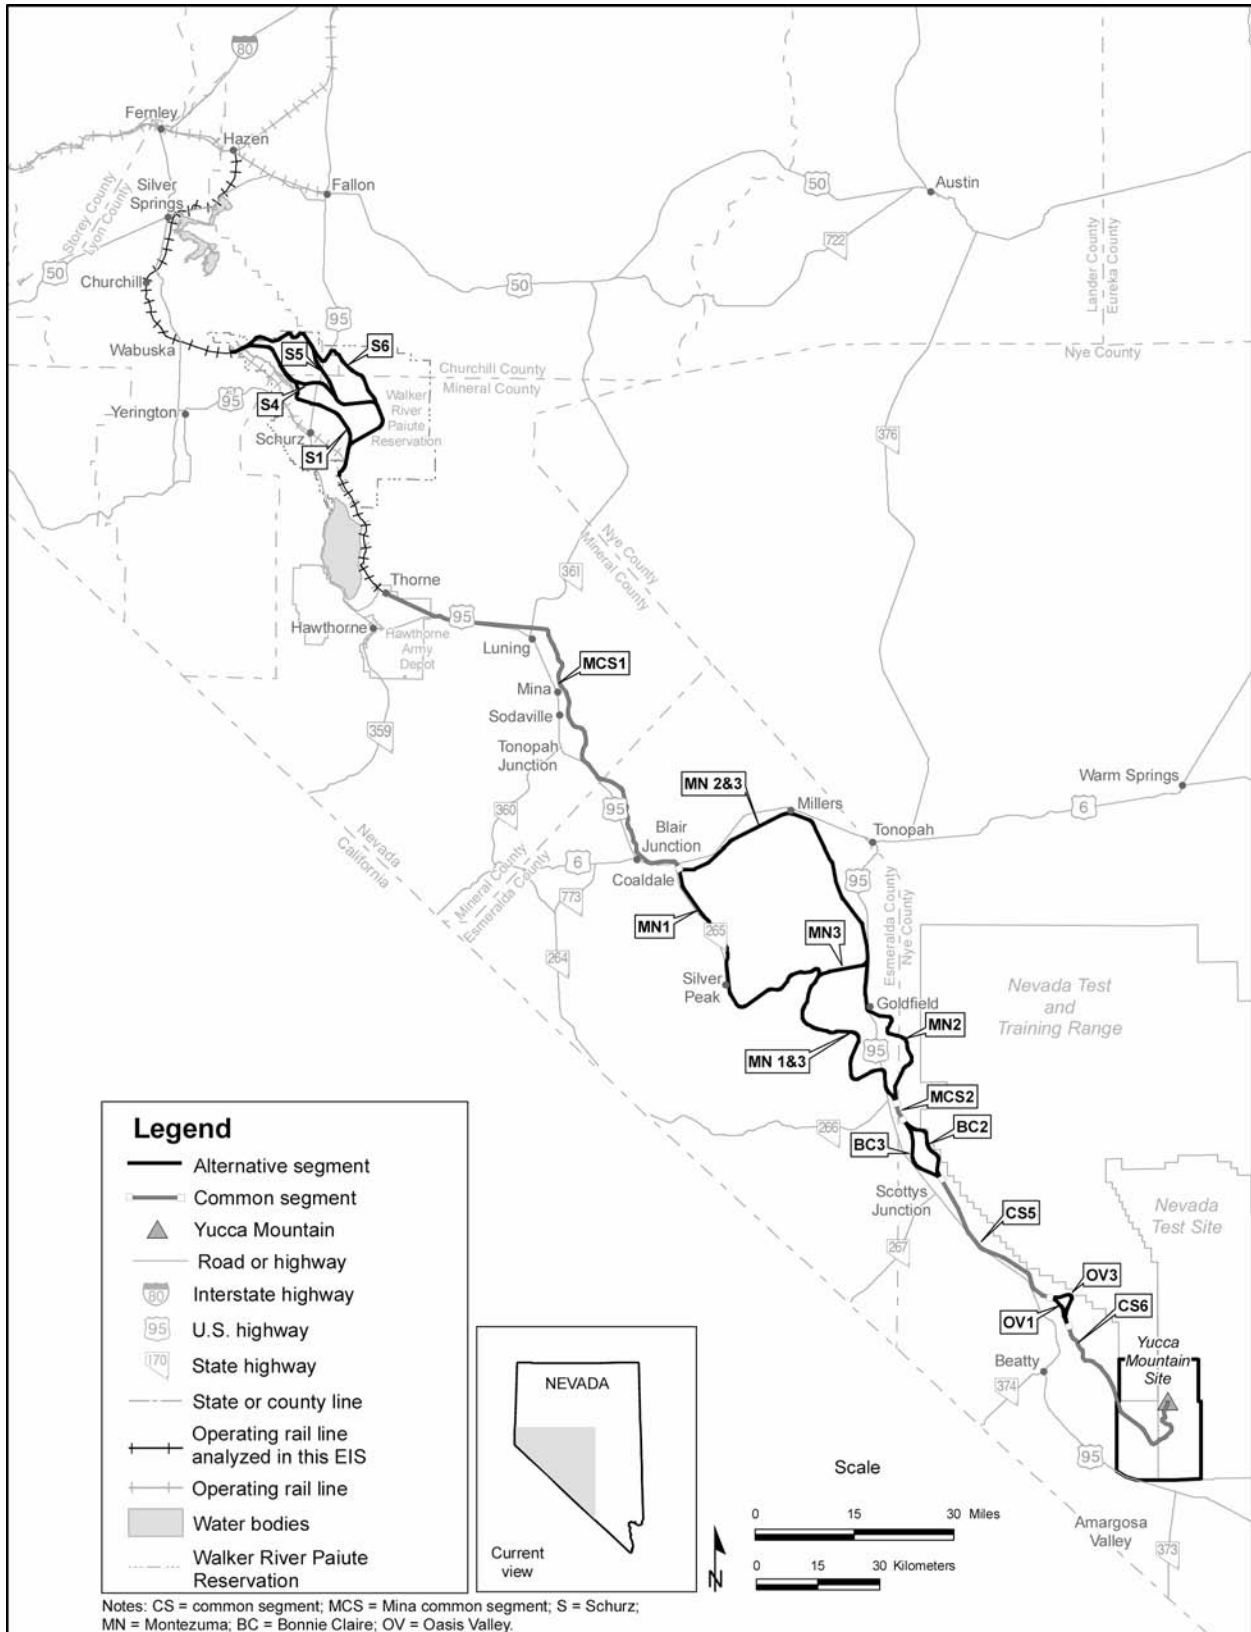 80
Fernley
Hazen
Silver
Springs
Fallon
Storey County
Lyon County
50
Austin
50
722
Lander County
Eureka County
Churchill
50
95
Wabuska
S5
S6
Nye County
Churchill County
Mineral County
S4
95
Yerington
Walker
River
Paiute
Reservation
Schurz
S1
376
Nye County
Mineral County
361
Thorne
95
Hawthorne
Hawthorne
Army
Depot
Luning
MCS1
Mina
Sodaville
359
Tonopah
Junction
MN 2&3
Warm Springs
Millers
6
360
95
Blair
Junction
Tonopah
Nevada
California
6
Coaldale
95
Mineral County
Esmeralda County
773
MN1
265
MN3
Esmeralda County
Nye County
264
Silver
Peak
Nevada Test
and
Training Range
Goldfield
MN2
95
MN 1&3
MCS2
266
BC3
BC2
Scottys
Junction
Nevada
Test Site
CS5
267
OV3
OV1
CS6
Yucca
Mountain
Site
Beatty
374
95
Amargosa
Valley
373
Legend
Alternative segment
Common segment
Yucca Mountain
Road or highway
80
Interstate highway
95
U.S. highway
170
State highway
State or county line
Operating rail line
analyzed in this EIS
Operating rail line
Water bodies
Walker River Paiute
Reservation
NEVADA
Current
view
N
Scale
0 15 30 Miles
0 15 30 Kilometers
Notes: CS = common segment; MCS = Mina common segment; S = Schurz;
MN = Montezuma; BC = Bonnie Claire; OV = Oasis Valley.